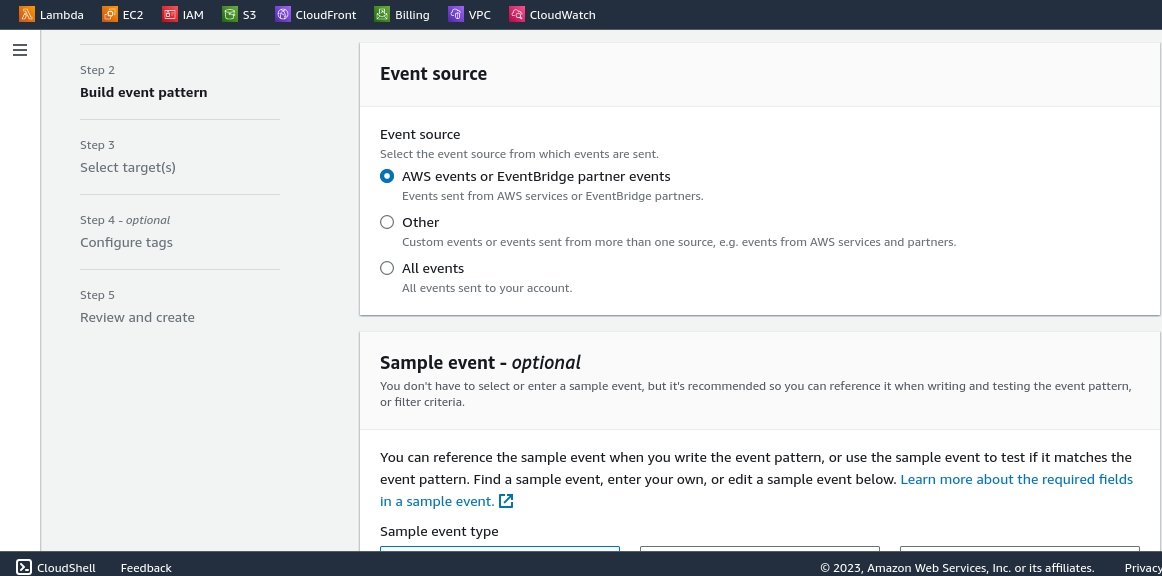 Lambda EC2 IAM S3 CloudFront Billing VPC CloudWatch
Step 2
Build event pattern
Step 3
Select target(s)
Step 4 - optional
Configure tags
Step 5
Review and create
Event source
Event source
Select the event source from which events are sent.
AWS events or EventBridge partner events
Events sent from AWS services or EventBridge partners.
Other
Custom events or events sent from more than one source, e.g. events from AWS services and partners.
All events
All events sent to your account.
Sample event - optional
You don't have to select or enter a sample event, but it's recommended so you can reference it when writing and testing the event pattern,
or filter criteria.
You can reference the sample event when you write the event pattern, or use the sample event to test if it matches the
event pattern. Find a sample event, enter your own, or edit a sample event below. Learn more about the required fields
in a sample event.
Sample event type
CloudShell Feedback © 2023, Amazon Web Services, Inc. or its affiliates. Privacy